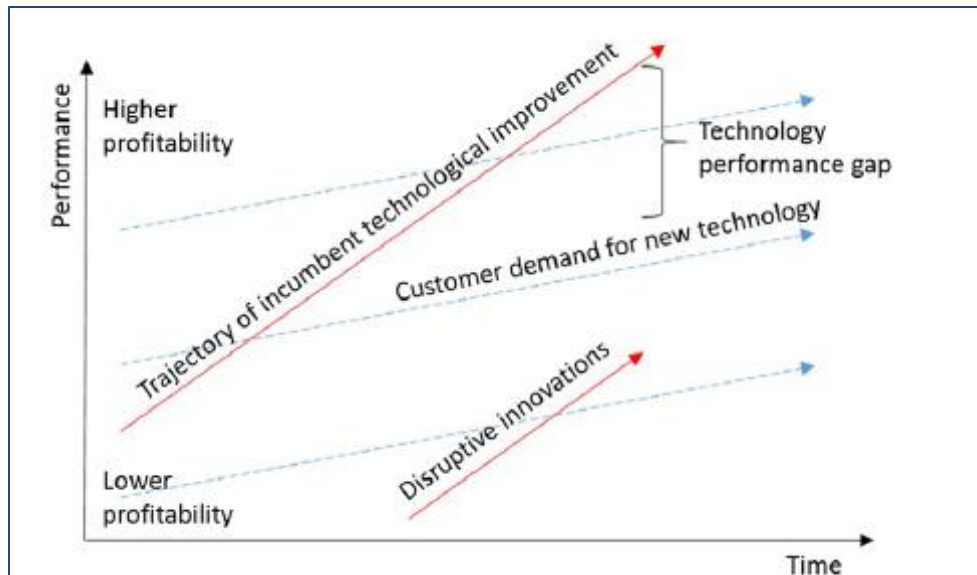 Performance
Higher
profitability
Trajectory of incumbent technological improvement
Technology
performance gap
Customer demand for new technology
Disruptive innovations
Lower
profitability
Time